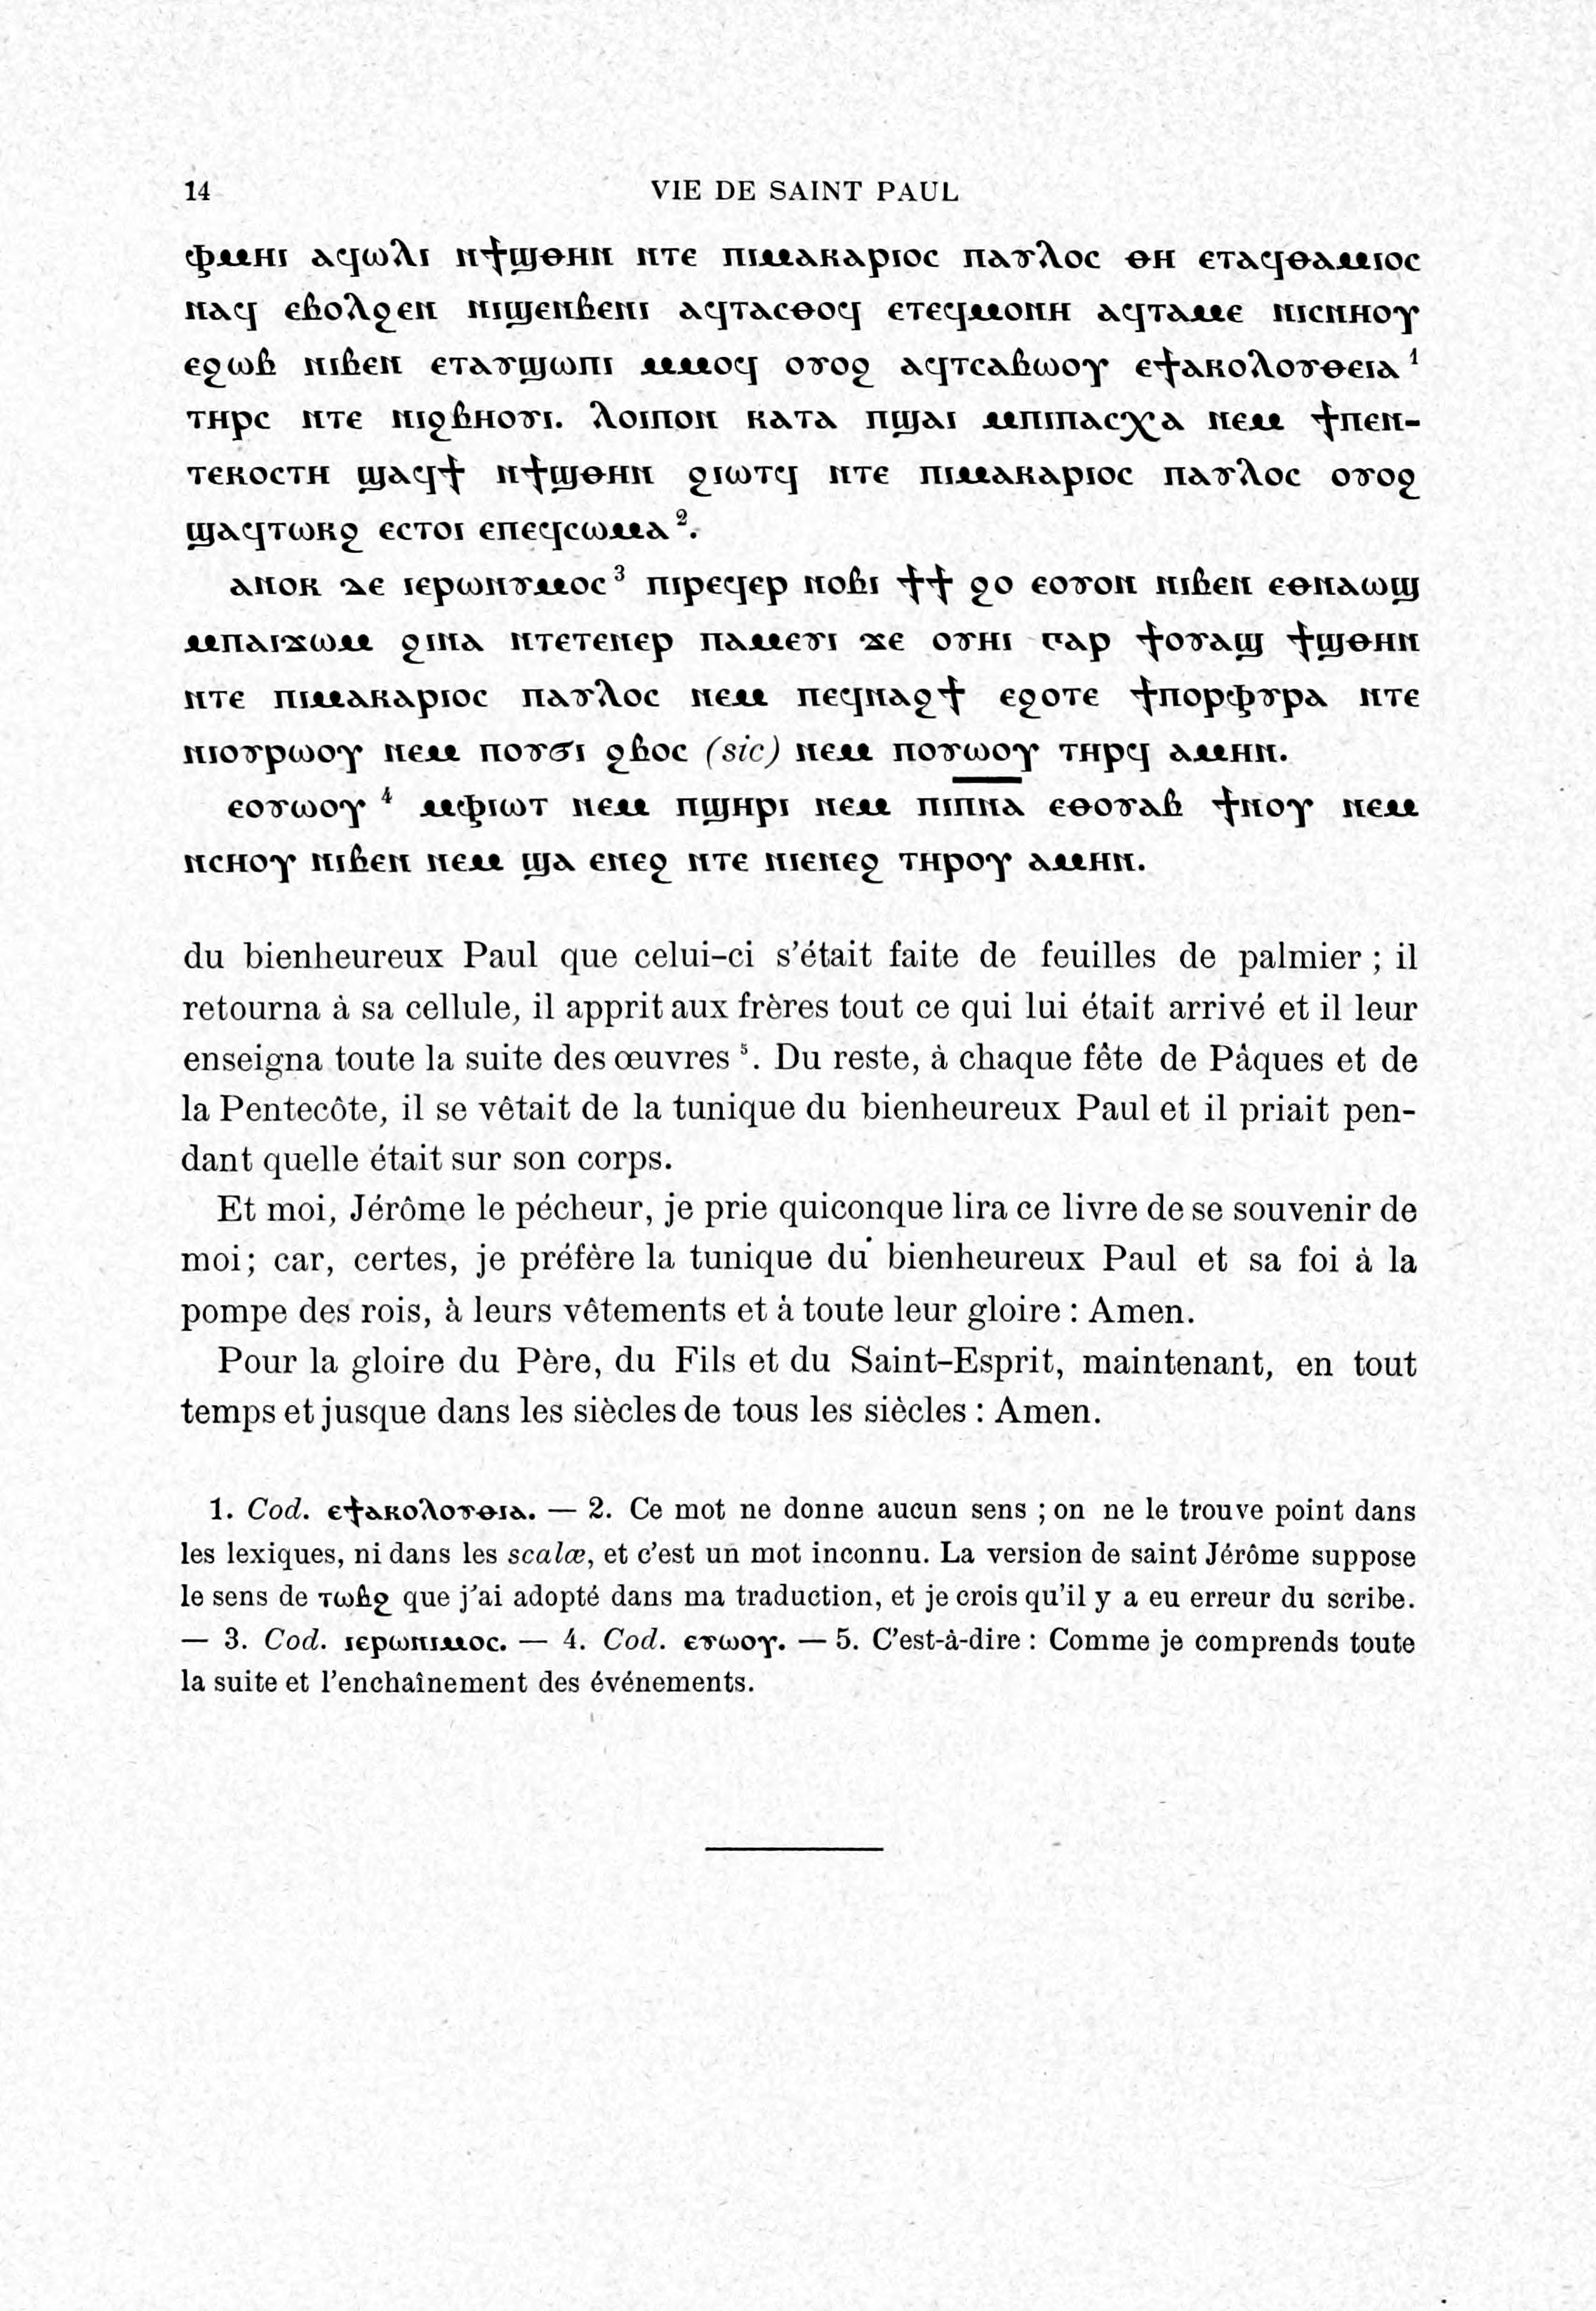 14 VIE DE SAINT PAUL
ⲫⲙⲏⲓ ⲁϥⲱⲗⲓ ⲛϯϣⲑⲏⲛ ⲛⲧⲉ ⲡⲓⲙⲁⲕⲁⲣⲓⲟⲥ ⲡⲁⲩⲗⲟⲥ ⲑⲏ ⲉⲧⲁϥⲑⲁⲙⲓⲟⲥ
ⲛⲁϥ ⲉⲃⲟⲗϩⲉⲛ ⲛⲓϣⲉⲛⲃⲉⲛⲓ ⲁϥⲧⲁⲥⲑⲟϥ ⲉⲧⲉϥⲙⲟⲛⲏ ⲁϥⲧⲁⲙⲉ ⲛⲓⲥⲛⲏⲟⲩ
ⲉϩⲱⲃ ⲛⲓⲃⲉⲛ ⲉⲧⲁⲩϣⲱⲡⲓ ⲙⲙⲟϥ ⲟⲩⲟϩ ⲁϥⲧⲥⲁⲃⲱⲟⲩ ⲉϯⲁⲕⲟⲗⲟⲩⲑⲉⲓⲁ ¹
ⲧⲏⲣⲥ ⲛⲧⲉ ⲛⲓϩⲃⲏⲟⲩⲓ. ⲗⲟⲓⲡⲟⲛ ⲕⲁⲧⲁ ⲡϣⲁⲓ ⲙⲡⲓⲡⲁⲥⲭⲁ ⲛⲉⲙ ϯⲡⲉⲛ-
ⲧⲉⲕⲟⲥⲧⲏ ϣⲁϥϯ ⲛϯϣⲑⲏⲛ ϩⲓⲱⲧϥ ⲛⲧⲉ ⲡⲓⲙⲁⲕⲁⲣⲓⲟⲥ ⲡⲁⲩⲗⲟⲥ ⲟⲩⲟϩ
ϣⲁϥⲧⲱⲕϩ ⲉⲥⲧⲟⲓ ⲉⲡⲉϥⲥⲱⲙⲁ ².
ⲁⲛⲟⲕ ⲇⲉ ⲓⲉⲣⲱⲛⲩⲙⲟⲥ ³ ⲡⲓⲣⲉϥⲉⲣ ⲛⲟⲃⲓ ϯϯ ϩⲟ ⲉⲟⲩⲟⲛ ⲛⲓⲃⲉⲛ ⲉⲑⲛⲁⲱϣ
ⲙⲡⲁⲓϫⲱⲙ ϩⲓⲛⲁ ⲛⲧⲉⲧⲉⲛⲉⲣ ⲡⲁⲙⲉⲩⲓ ϫⲉ ⲟⲩⲏⲓ ⲅⲁⲣ ϯⲟⲩⲁϣ ϯϣⲑⲏⲛ
ⲛⲧⲉ ⲡⲓⲙⲁⲕⲁⲣⲓⲟⲥ ⲡⲁⲩⲗⲟⲥ ⲛⲉⲙ ⲡⲉϥⲛⲁϩϯ ⲉϩⲟⲧⲉ ϯⲡⲟⲣⲫⲩⲣⲁ ⲛⲧⲉ
ⲛⲓⲟⲩⲣⲱⲟⲩ ⲛⲉⲙ ⲡⲟⲩϭⲓ ϩⲃⲟⲥ (sic) ⲛⲉⲙ ⲡⲟⲩⲱⲟⲩ ⲧⲏⲣϥ ⲁⲙⲏⲛ.
ⲉⲟⲩⲱⲟⲩ ⁴ ⲙⲫⲓⲱⲧ ⲛⲉⲙ ⲡϣⲏⲣⲓ ⲛⲉⲙ ⲡⲓⲡ̅ⲛ̅ⲁ̅ ⲉⲑⲟⲩⲁⲃ ϯⲛⲟⲩ ⲛⲉⲙ
ⲛⲥⲏⲟⲩ ⲛⲓⲃⲉⲛ ⲛⲉⲙ ϣⲁ ⲉⲛⲉϩ ⲛⲧⲉ ⲛⲓⲉⲛⲉϩ ⲧⲏⲣⲟⲩ ⲁⲙⲏⲛ.
du bienheureux Paul que celui-ci s'était faite de feuilles de palmier ; il
retourna à sa cellule, il apprit aux frères tout ce qui lui était arrivé et il leur
enseigna toute la suite des œuvres ⁵. Du reste, à chaque fête de Pâques et de
la Pentecôte, il se vêtait de la tunique du bienheureux Paul et il priait pen-
dant quelle était sur son corps.
Et moi, Jérôme le pécheur, je prie quiconque lira ce livre de se souvenir de
moi; car, certes, je préfère la tunique du bienheureux Paul et sa foi à la
pompe des rois, à leurs vêtements et à toute leur gloire : Amen.
Pour la gloire du Père, du Fils et du Saint-Esprit, maintenant, en tout
temps et jusque dans les siècles de tous les siècles : Amen.
1. Cod. ⲉϯⲁⲕⲟⲗⲟⲩⲑⲓⲁ. — 2. Ce mot ne donne aucun sens ; on ne le trouve point dans
les lexiques, ni dans les scalæ, et c'est un mot inconnu. La version de saint Jérôme suppose
le sens de ⲧⲱⲃϩ que j'ai adopté dans ma traduction, et je crois qu'il y a eu erreur du scribe.
— 3. Cod. ⲓⲉⲣⲱⲛⲓⲙⲟⲥ. — 4. Cod. ⲉⲩⲱⲟⲩ. — 5. C'est-à-dire : Comme je comprends toute
la suite et l'enchaînement des événements.